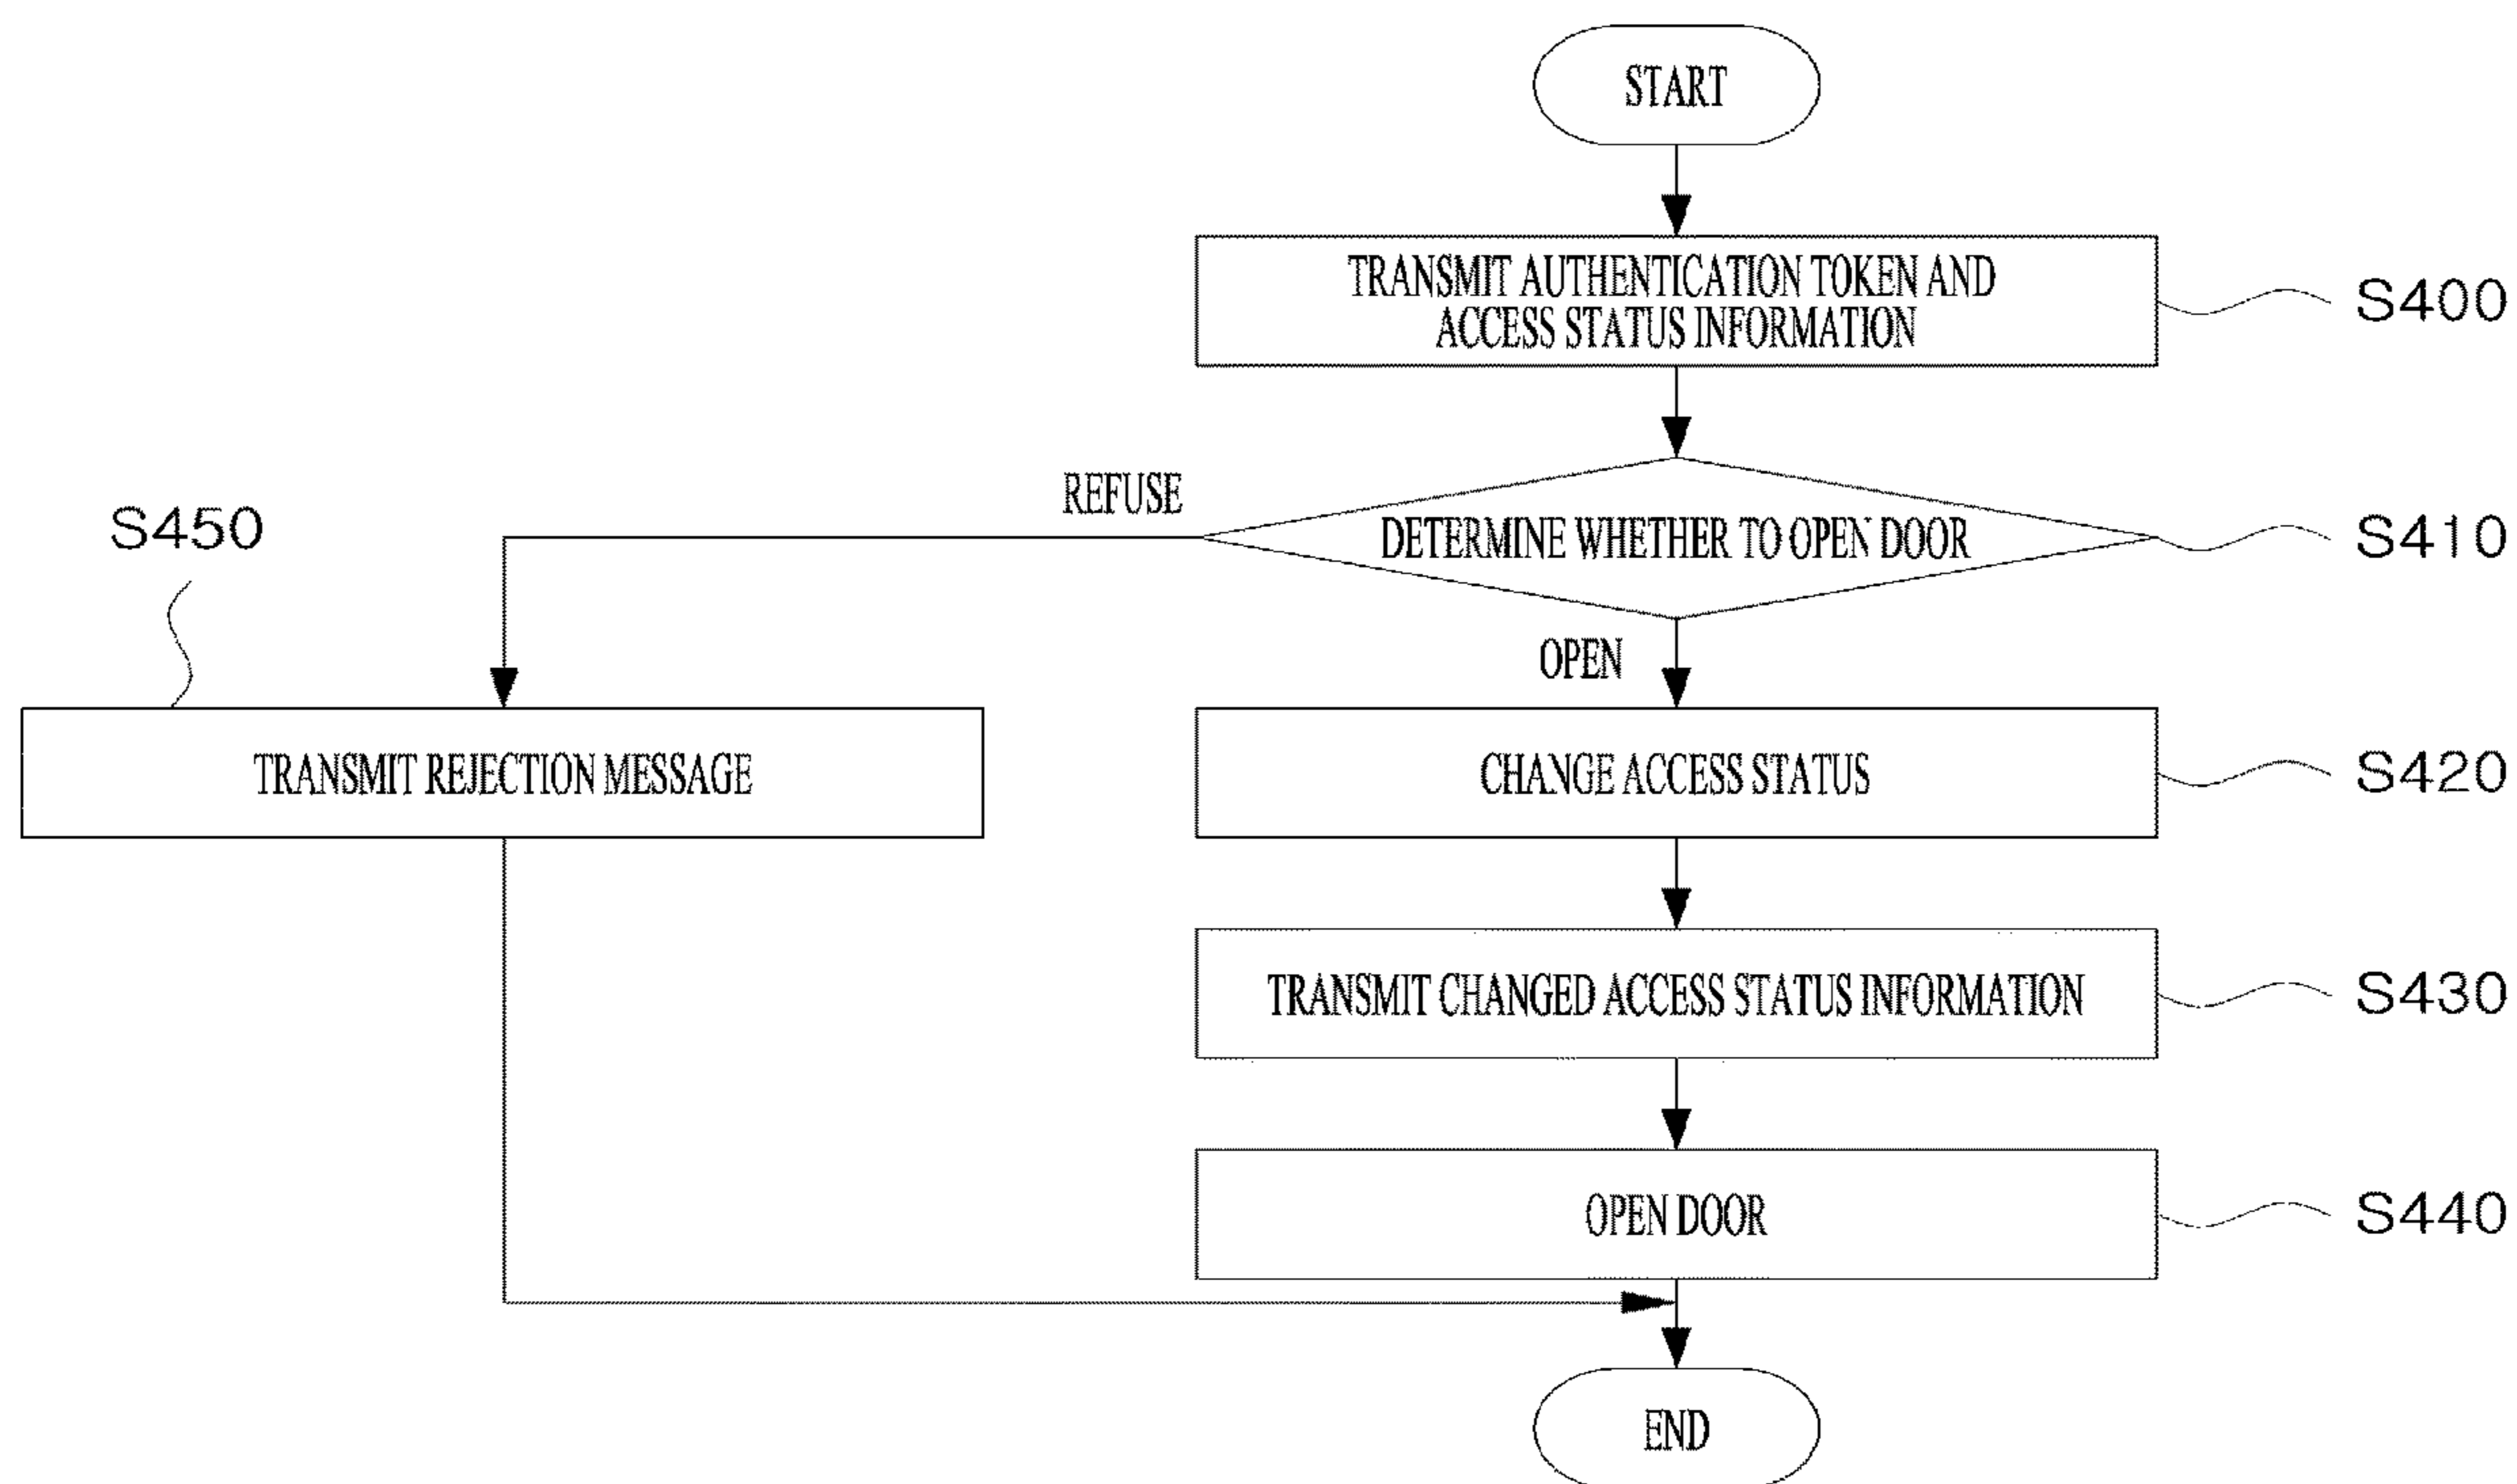 START
TRANSMIT AUTHENTICATION TOKEN AND
ACCESS STATUS INFORMATION
S400
REFUSE
DETERMINE WHETHER TO OPEN DOOR
S410
S450
OPEN
TRANSMIT REJECTION MESSAGE
CHANGE ACCESS STATUS
S420
TRANSMIT CHANGED ACCESS STATUS INFORMATION
S430
OPEN DOOR
S440
END